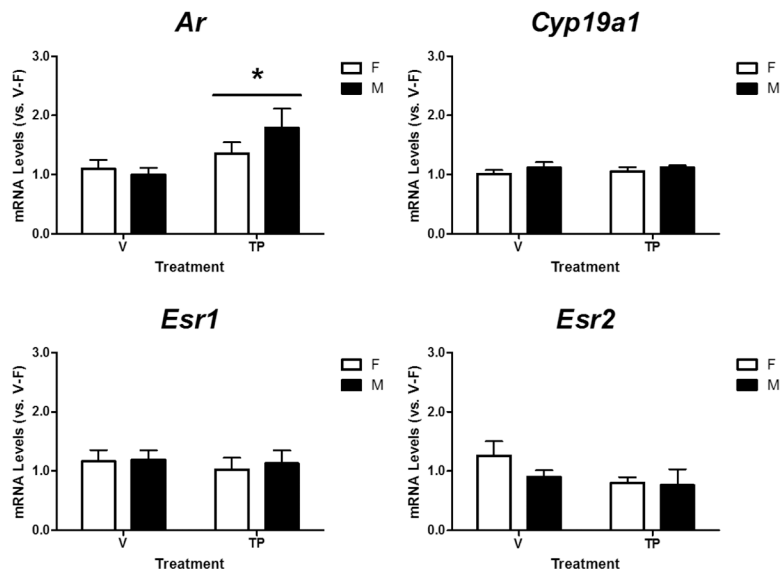 Ar
mRNA Levels (vs. V-F)
3.0
2.0
1.0
0.0
*
F
M
V TP
Treatment
Cyp19a1
mRNA Levels (vs. V-F)
3.0
2.0
1.0
0.0
F
M
V TP
Treatment
Esr1
mRNA Levels (vs. V-F)
3.0
2.0
1.0
0.0
F
M
V TP
Treatment
Esr2
mRNA Levels (vs. V-F)
3.0
2.0
1.0
0.0
F
M
V TP
Treatment